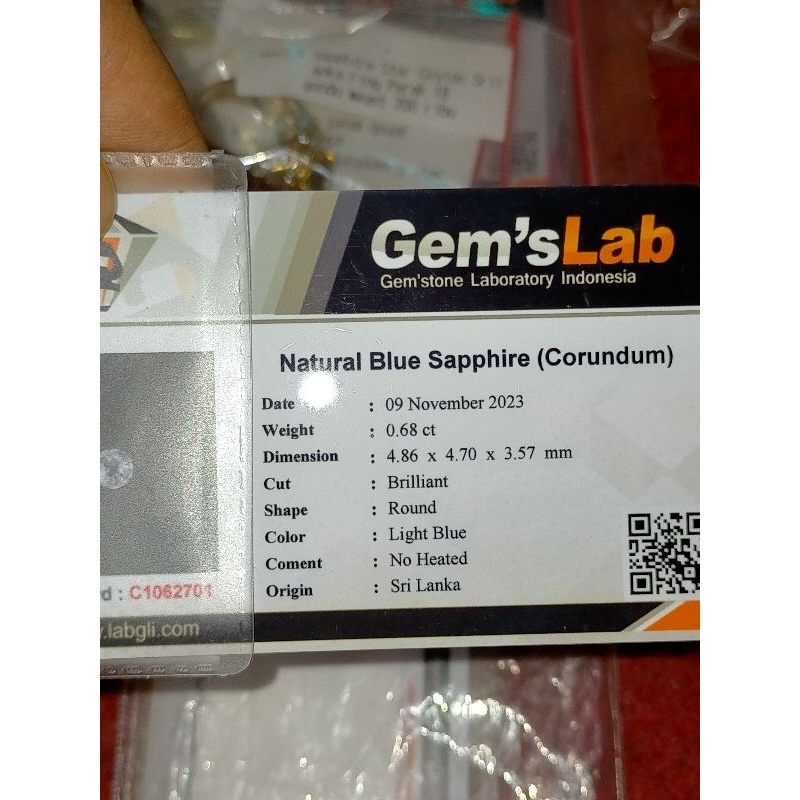 Gem'sLab
Gem'stone Laboratory Indonesia
Natural Blue Sapphire (Corundum)
Date : 09 November 2023
Weight : 0.68 ct
Dimension : 4.86 x 4.70 x 3.57 mm
Cut : Brilliant
Shape : Round
Color : Light Blue
Coment : No Heated
Origin : Sri Lanka
d : C1062701
.labgli.com